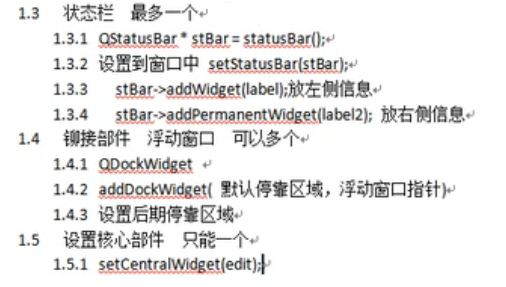 1.3 状态栏 最多一个
1.3.1 QStatusBar * stBar = statusBar();
1.3.2 设置到窗口中 setStatusBar(stBar);
1.3.3 stBar->addWidget(label);放左侧信息
1.3.4 stBar->addPermanentWidget(label2); 放右侧信息
1.4 铆接部件 浮动窗口 可以多个
1.4.1 QDockWidget
1.4.2 addDockWidget( 默认停靠区域，浮动窗口指针)
1.4.3 设置后期停靠区域
1.5 设置核心部件 只能一个
1.5.1 setCentralWidget(edit);